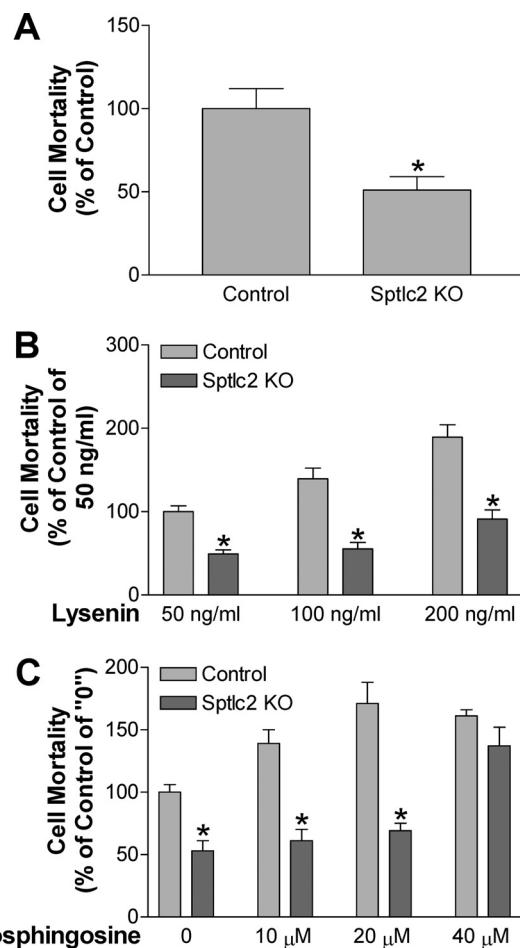 A
Cell Mortality
(% of Control)
150
100
50
0
*
Control
Sptlc2 KO
B
Cell Mortality
(% of Control of
50 ng/ml)
300
200
100
0
Control
Sptlc2 KO
*
*
*
Lysenin 50 ng/ml 100 ng/ml 200 ng/ml
C
Cell Mortality
(% of Control of "0")
200
150
100
50
0
Control
Sptlc2 KO
*
*
*
osphingosine 0 10 μM 20 μM 40 μM